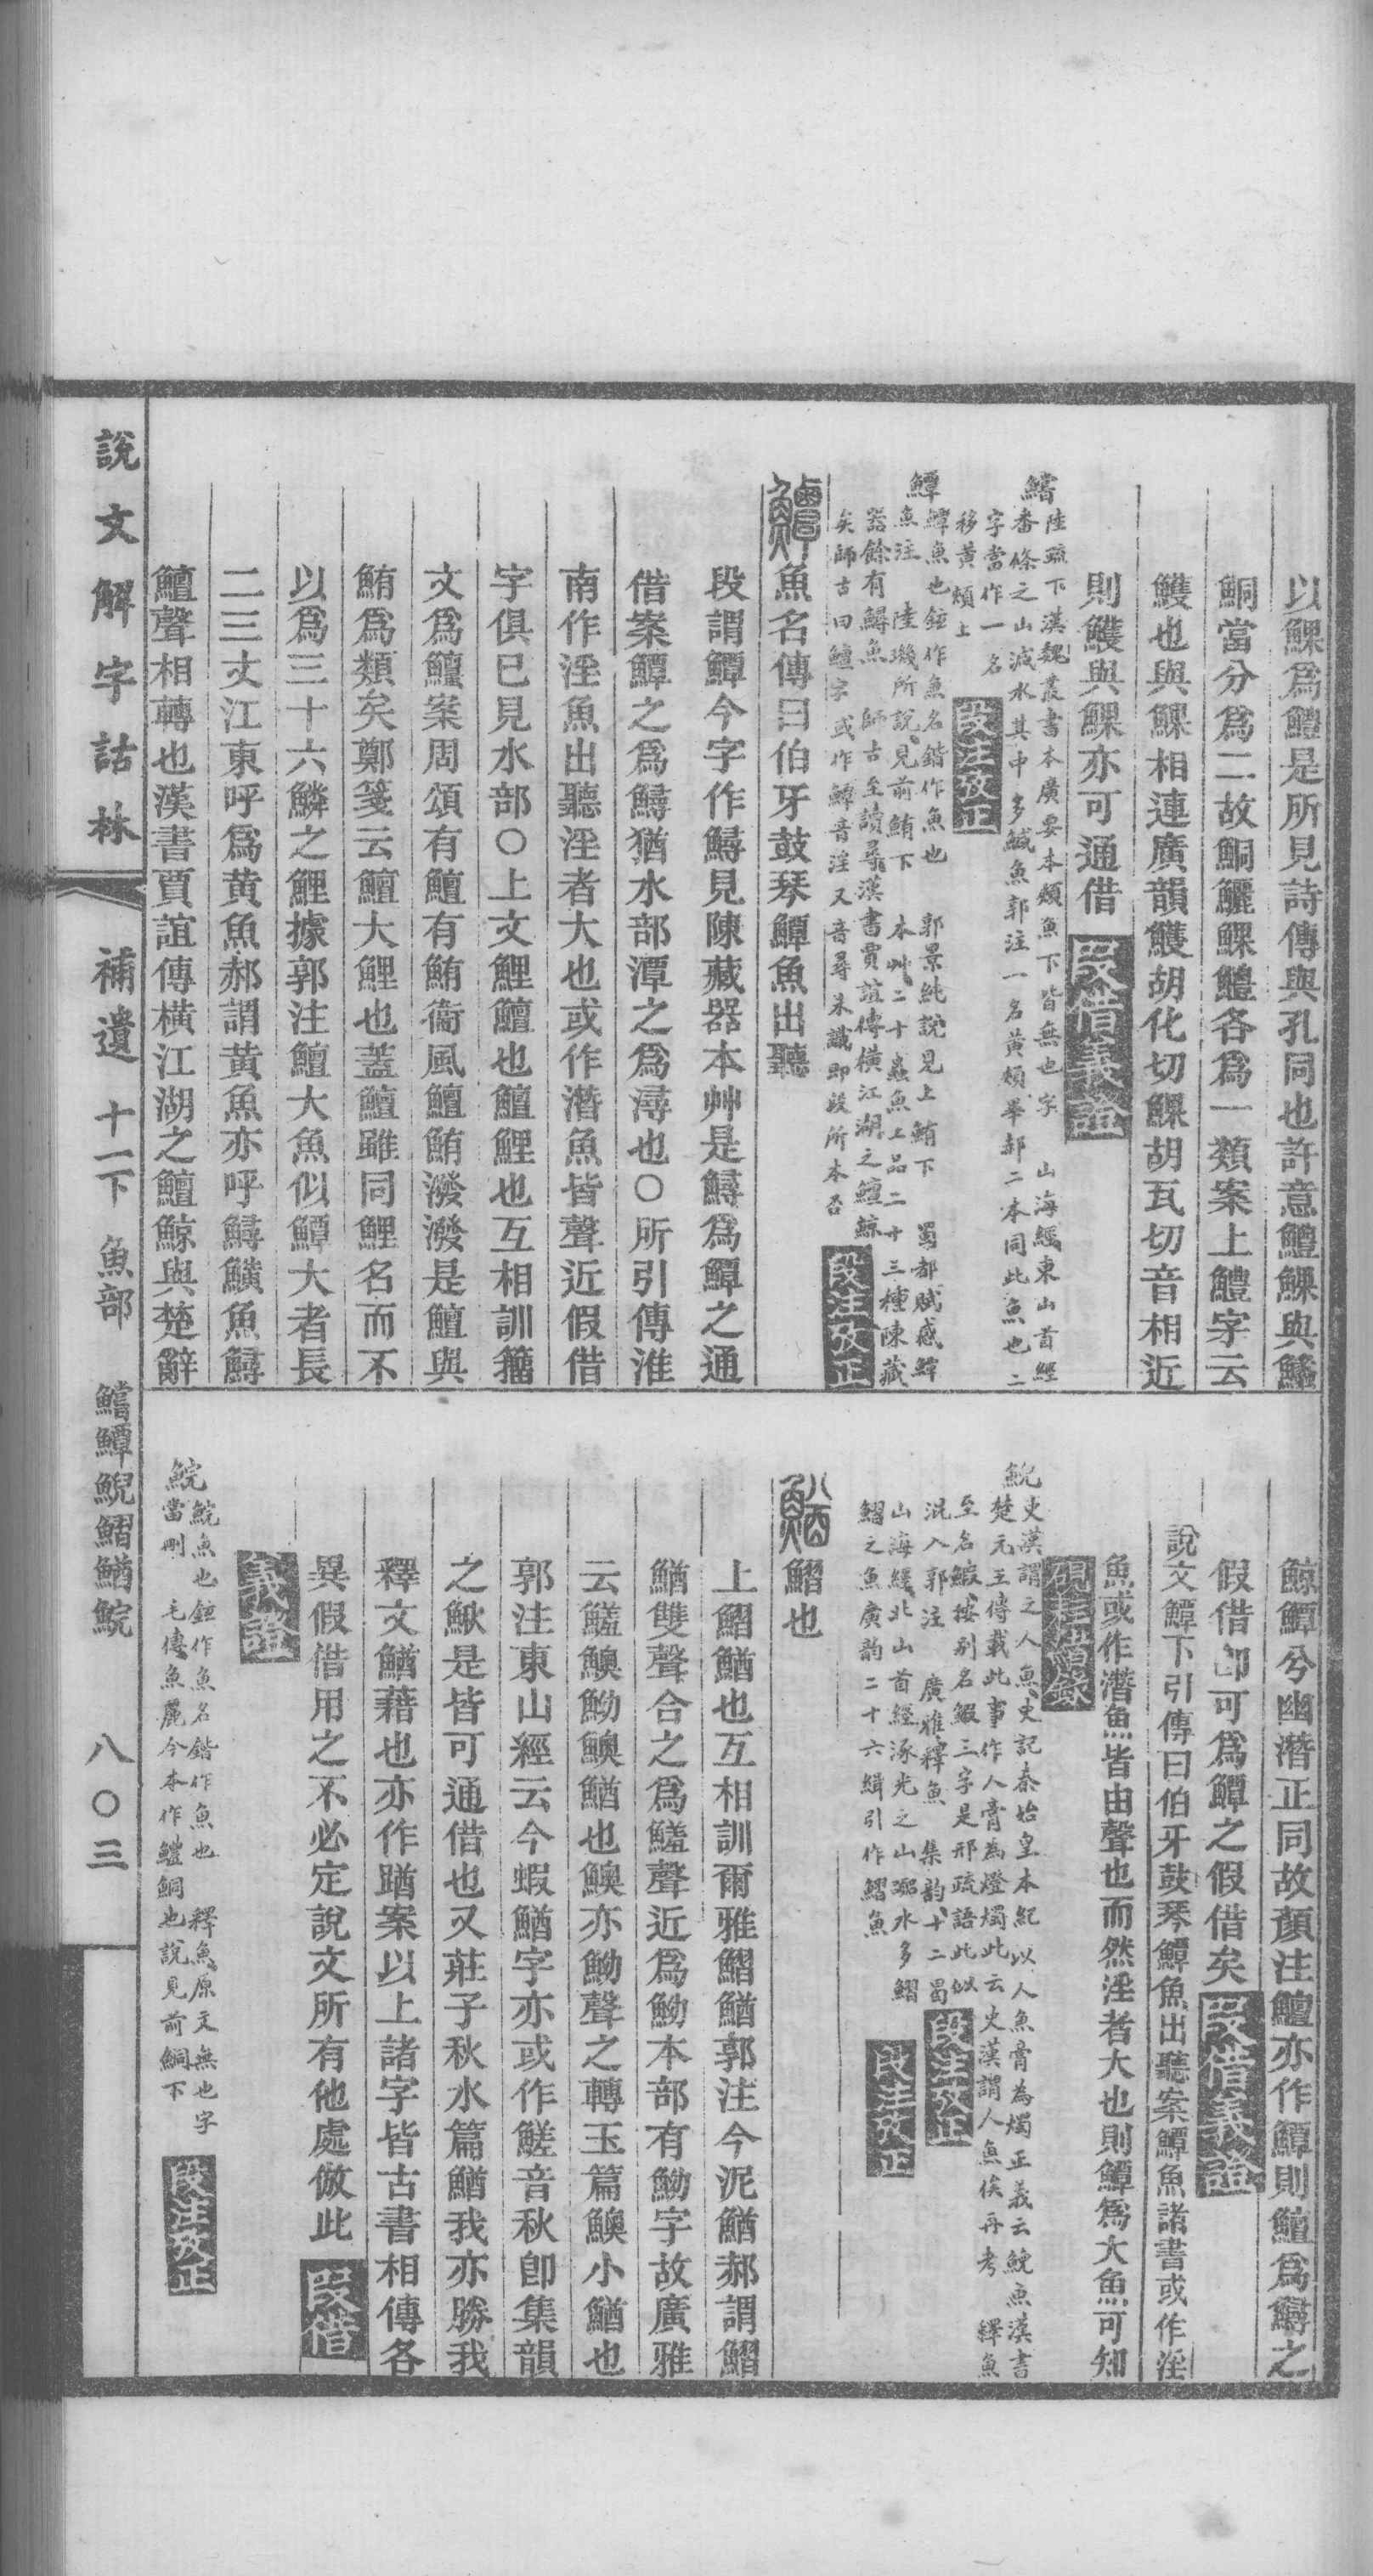 以鰥爲鱧是所見詩傳與孔同也許意鱧鰥與鱯
鮦當分爲二故鮦鱺鰥鱧各爲一類案上鱧字云
鱯也與鰥相連廣韻鱯胡化切鰥胡瓦切音相近
則鱯與鰥亦可通借 段借義證
鱨陸疏下漢魏叢書本廣要本頰魚下皆無也字 山海經東山首經
番條之山減水其中多鰔魚郭注一名黄頰畢郝二本同此魚也二
字當作一名
移黄頰上 段注攷正
鱏鱏魚也鉉作魚名鍇作魚也 郭景純說見上鮪下 蜀都賦感鱏
魚注 陸璣所說見前鮪下 本艸二十蟲魚上品二十三種陳藏
器餘有鱘魚 師古至讀尋漢書賈誼傳橫江湖之鱣鯨
矣師古曰鱣字或作鱏音淫又音尋未識即段所本否 段注攷正
鱏魚名傳曰伯牙鼓琴鱏魚出聽
段謂鱏今字作鱘見陳藏器本艸是鱘爲鱏之通
借案鱏之爲鱘猶水部潭之爲潯也○所引傳淮
南作淫魚出聽淫者大也或作潛魚皆聲近假借
字俱已見水部○上文鯉鱣也鱣鯉也互相訓籀
文爲鱣案周頌有鱣有鮪衞風鱣鮪潑潑是鱣與
鮪爲類矣鄭箋云鱣大鯉也蓋鱣雖同鯉名而不
以爲三十六鱗之鯉據郭注鱣大魚似鱏大者長
二三丈江東呼爲黄魚郝謂黄魚亦呼鱘鱑魚鱘
鱣聲相轉也漢書賈誼傳橫江湖之鱣鯨與楚辭
鯨鱏兮幽潛正同故顏注鱣亦作鱏則鱣爲鱘之
假借卽可爲鱏之假借矣 段借義證
說文鱏下引傳曰伯牙鼓琴鱏魚出聽案鱏魚諸書或作淫
魚或作潛魚皆由聲也而然淫者大也則鱏爲大魚可知
鯢史漢謂之人魚史記秦始皇本紀以人魚膏為燭正義云鯢魚漢書
楚元王傳載此事作人膏為燈燭此云史漢謂人魚俟再考 釋魚
至名鰕按别名鰕三字是邢疏語此似
混入郭注 廣雅釋魚 集韵十二曷 段注攷正
山海經北山首經涿光之山嚻水多鰼
鰼之魚廣韵二十六緝引作鰼魚 段注攷正
鰌鰼也
上鰼鰌也互相訓爾雅鰼鰌郭注今泥鰌郝謂鰼
鰌雙聲合之爲鱃聲近爲䱂本部有䱂字故廣雅
云鱃䱂鰌也鰌亦䱂聲之轉玉篇小鰌也
郭注東山經云今蝦鰌字亦或作鱃音秋卽集韻
之鰍是皆可通借也又莊子秋水篇鰌我亦勝我
釋文鰌藉也亦作蹈案以上諸字皆古書相傳各
異假借用之不必定說文所有他處倣此 段借
義證
鯇鯇魚也鉉作魚名鍇作魚也 釋魚原文無也字
當刪 毛傳魚麗今本作鱧鮦也說見前鮦下 段注攷正
說文解字詁林 補遺 十一下 魚部 鱨鱏鯢鰼鰌鯇 八〇三